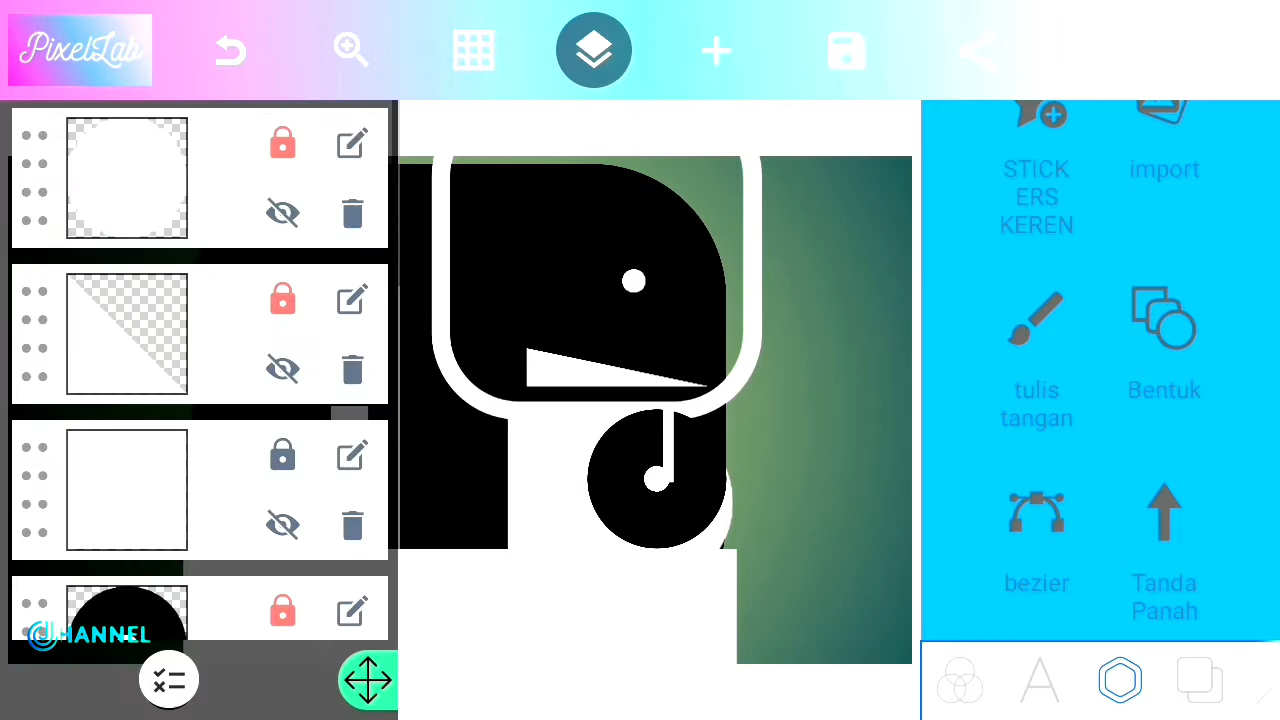 PixelLab
STICK
ERS
KEREN
import
tulis
tangan
Bentuk
bezier
Tanda
Panah
HANNEL